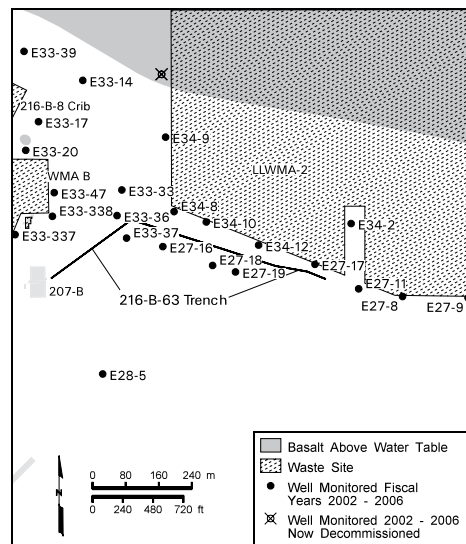 E33-39
E33-14
216-B-8 Crib
E33-17
E34-9
E33-20
LLWMA-2
WMA B
E33-47
E33-33
E34-8
E33-338
E33-36
E34-10
E34-2
E33-337
E33-37
E27-16
E34-12
E27-18
E27-17
E27-19
E27-11
207-B
216-B-63 Trench
E27-8
E27-9
E28-5
N
0 80 160 240 m
0 240 480 720 ft
Basalt Above Water Table
Waste Site
Well Monitored Fiscal
Years 2002 - 2006
Well Monitored 2002 - 2006
Now Decommissioned